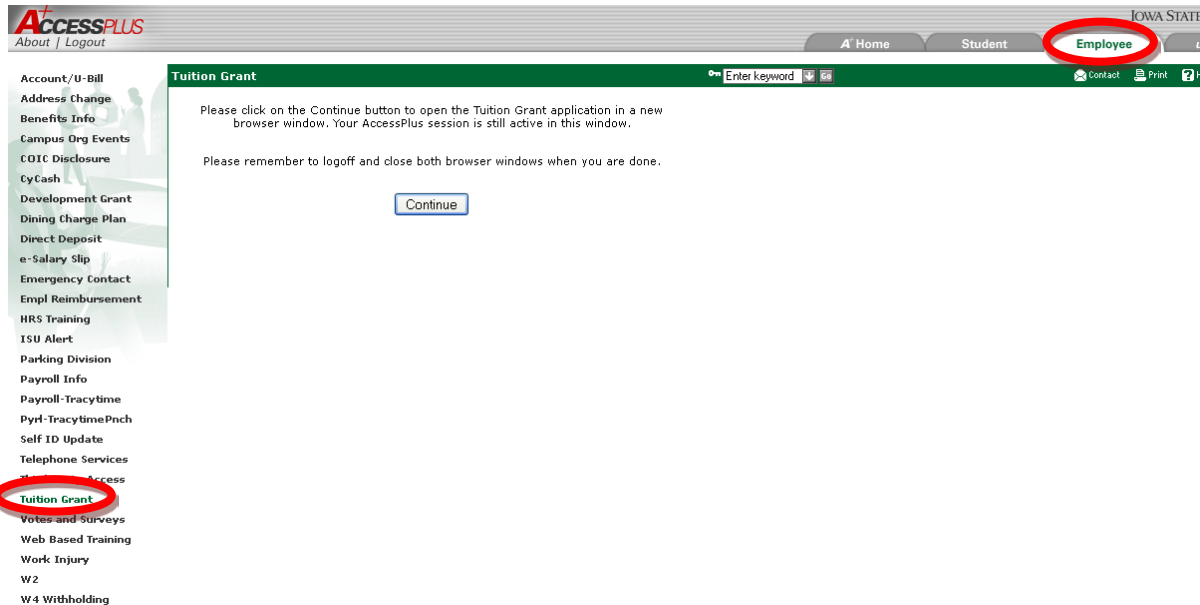 ACCESSPLUS
IOWA STATE
About | Logout
A+ Home
Student
Employee
Tuition Grant
Enter keyword
Go
Contact
Print
Account/U-Bill
Address Change
Benefits Info
Campus Org Events
COIC Disclosure
CyCash
Development Grant
Dining Charge Plan
Direct Deposit
e-Salary Slip
Emergency Contact
Empl Reimbursement
HRS Training
ISU Alert
Parking Division
Payroll Info
Payroll-Tracytime
Pyrl-TracytimePnch
Self ID Update
Telephone Services
Access
Tuition Grant
Votes and Surveys
Web Based Training
Work Injury
W2
W4 Withholding
Please click on the Continue button to open the Tuition Grant application in a new
browser window. Your AccessPlus session is still active in this window.
Please remember to logoff and close both browser windows when you are done.
Continue